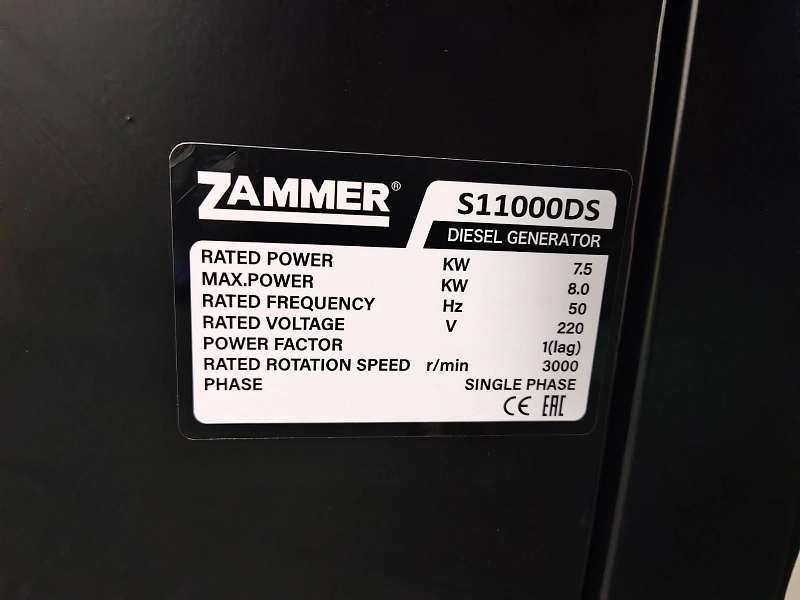 ZAMMER®
S11000DS
DIESEL GENERATOR
RATED POWER KW 7.5
MAX.POWER KW 8.0
RATED FREQUENCY Hz 50
RATED VOLTAGE V 220
POWER FACTOR 1(lag)
RATED ROTATION SPEED r/min 3000
PHASE SINGLE PHASE
CE EAC